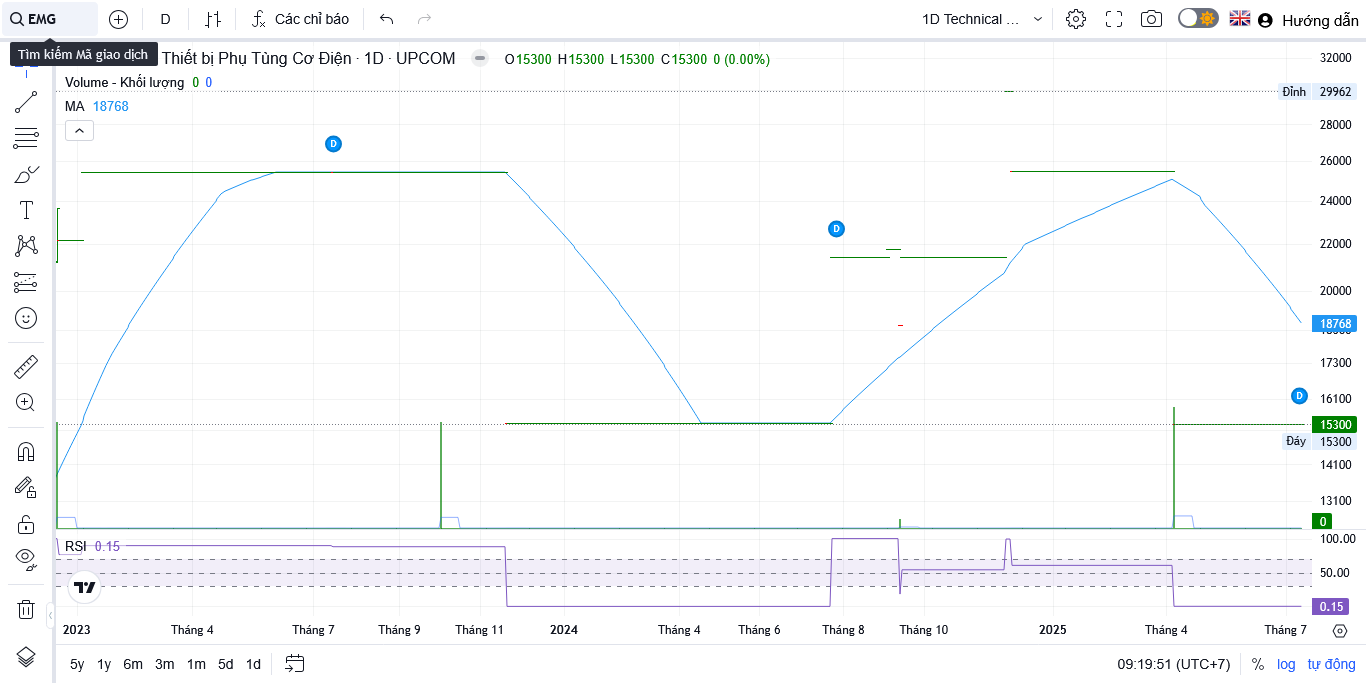 EMG
D
Các chỉ báo
1D Technical ...
Hướng dẫn
Tìm kiếm Mã giao dịch
Thiết bị Phụ Tùng Cơ Điện · 1D · UPCOM
O15300 H15300 L15300 C15300 0 (0.00%)
Volume - Khối lượng 0 0
MA 18768
32000
Đỉnh 29962
28000
26000
24000
22000
20000
18768
17300
16100
15300
Đáy 15300
14100
13100
0
D
D
D
RSI 0.15
100.00
50.00
0.15
2023 Tháng 4 Tháng 7 Tháng 9 Tháng 11 2024 Tháng 4 Tháng 6 Tháng 8 Tháng 10 2025 Tháng 4 Tháng 7
5y 1y 6m 3m 1m 5d 1d
09:19:51 (UTC+7) % log tự động